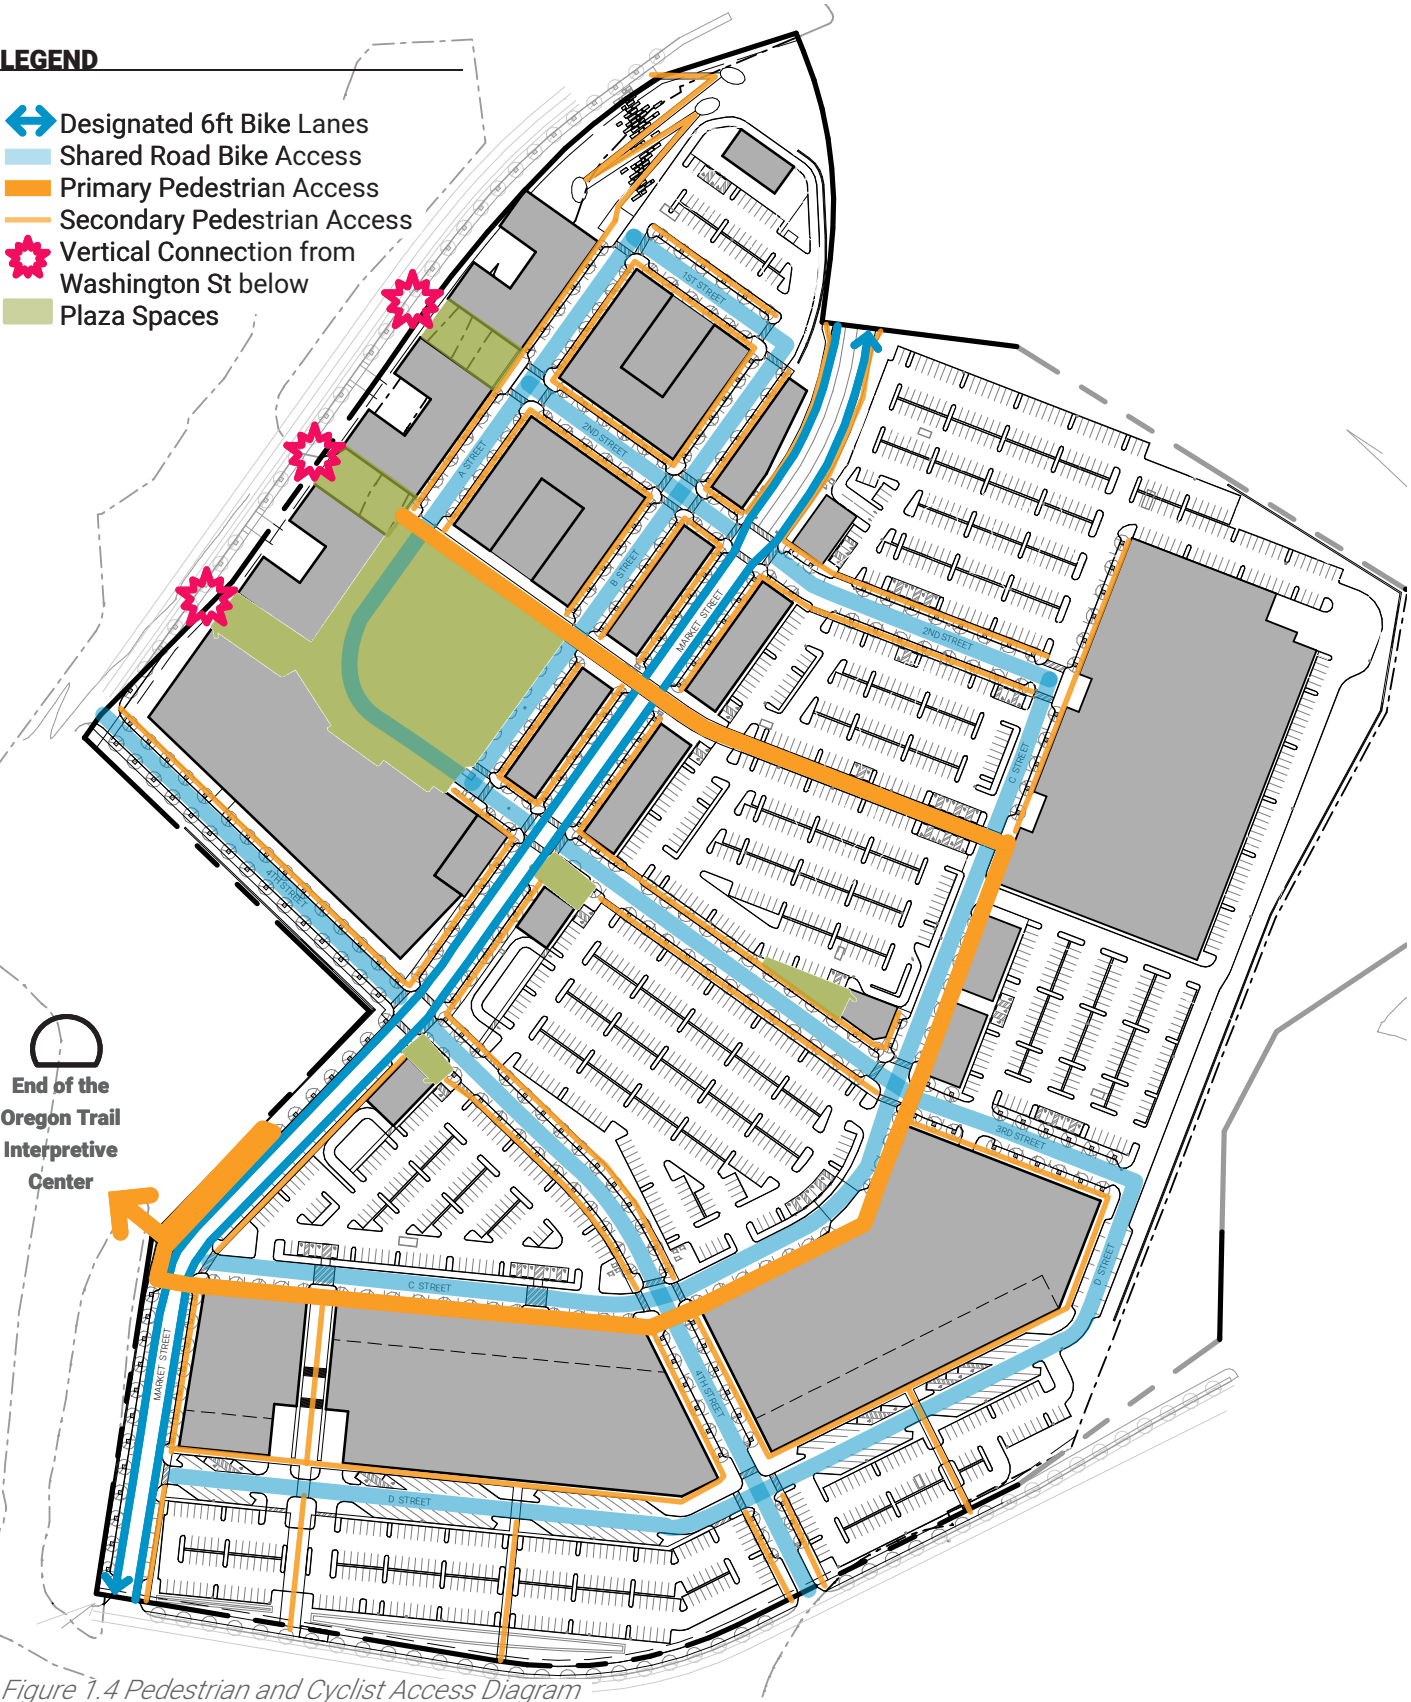 LEGEND
Designated 6ft Bike Lanes
Shared Road Bike Access
Primary Pedestrian Access
Secondary Pedestrian Access
Vertical Connection from
Washington St below
Plaza Spaces
1ST STREET
2ND STREET
A STREET
B STREET
MARKET STREET
2ND STREET
C STREET
4TH STREET
End of the
Oregon Trail
Interpretive
Center
3RD STREET
D STREET
C STREET
MARKET STREET
4TH STREET
D STREET
Figure 1.4 Pedestrian and Cyclist Access Diagram